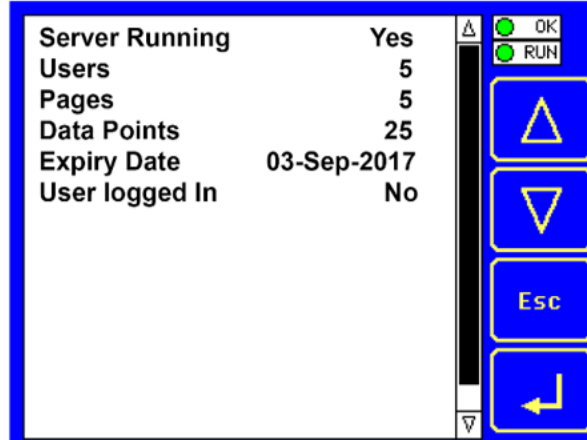 Server Running Yes
Users 5
Pages 5
Data Points 25
Expiry Date 03-Sep-2017
User logged In No
OK
RUN
Esc